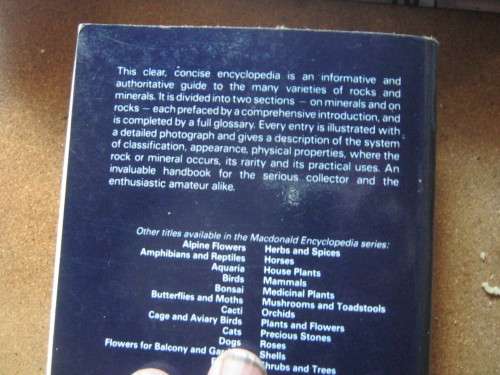 This clear, concise encyclopedia is an informative and
authoritative guide to the many varieties of rocks and
minerals. It is divided into two sections — on minerals and on
rocks — each prefaced by a comprehensive introduction, and
is completed by a full glossary. Every entry is illustrated with
a detailed photograph and gives a description of the system
of classification, appearance, physical properties, where the
rock or mineral occurs, its rarity and its practical uses. An
invaluable handbook for the serious collector and the
enthusiastic amateur alike.
Other titles available in the Macdonald Encyclopedia series:
Alpine Flowers
Amphibians and Reptiles
Aquaria
Birds
Bonsai
Butterflies and Moths
Cacti
Cage and Aviary Birds
Cats
Dogs
Flowers for Balcony and
Herbs and Spices
Horses
House Plants
Mammals
Medicinal Plants
Mushrooms and Toadstools
Orchids
Plants and Flowers
Precious Stones
Roses
Shells
Shrubs and Trees